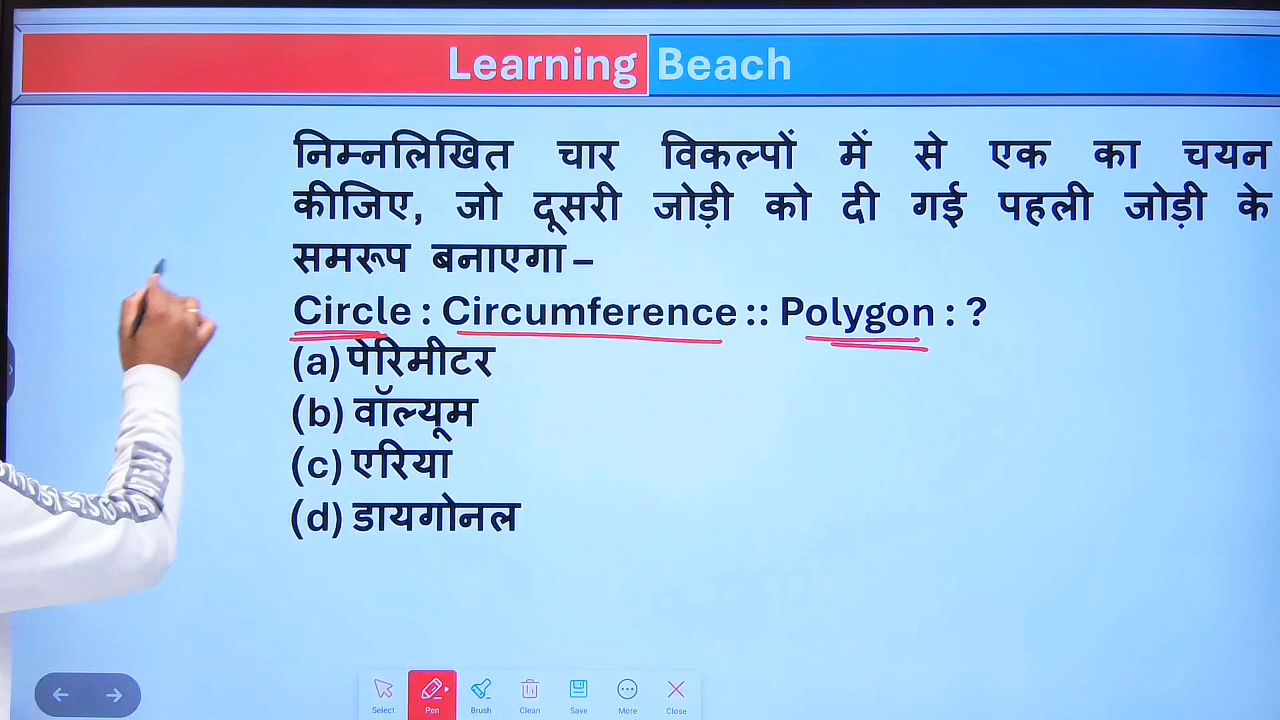 Learning Beach
निम्नलिखित चार विकल्पों में से एक का चयन
कीजिए, जो दूसरी जोड़ी को दी गई पहली जोड़ी के
समरूप बनाएगा–
Circle : Circumference :: Polygon : ?
(a) पेरिमीटर
(b) वॉल्यूम
(c) एरिया
(d) डायगोनल
Select Pen Brush Clean Save More Close